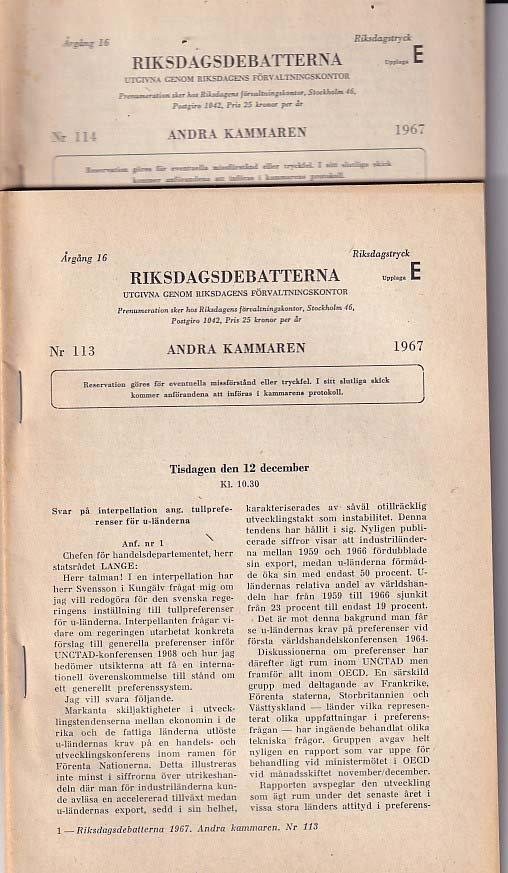 Årgång 16
Riksdagstryck
RIKSDAGSDEBATTERNA
Upplaga E
UTGIVNA GENOM RIKSDAGENS FÖRVALTNINGSKONTOR
Prenumeration sker hos Riksdagens förvaltningskontor, Stockholm 46,
Postgiro 1042, Pris 25 kronor per år
Nr 114
ANDRA KAMMAREN
1967
Reservation göres för eventuella missförstånd eller tryckfel. I sitt slutliga skick
kommer anförandena att införas i kammarens protokoll.
Årgång 16
Riksdagstryck
RIKSDAGSDEBATTERNA
Upplaga E
UTGIVNA GENOM RIKSDAGENS FÖRVALTNINGSKONTOR
Prenumeration sker hos Riksdagens förvaltningskontor, Stockholm 46,
Postgiro 1042, Pris 25 kronor per år
Nr 113
ANDRA KAMMAREN
1967
Reservation göres för eventuella missförstånd eller tryckfel. I sitt slutliga skick
kommer anförandena att införas i kammarens protokoll.
Tisdagen den 12 december
Kl. 10.30
Svar på interpellation ang. tullprefe-
renser för u-länderna
Anf. nr 1
Chefen för handelsdepartementet, herr
statsrådet LANGE:
Herr talman! I en interpellation har
herr Svensson i Kungälv frågat mig om
jag vill redogöra för den svenska rege-
ringens inställning till tullpreferenser
för u-länderna. Interpellanten frågar vi-
dare om regeringen utarbetat konkreta
förslag till generella preferenser inför
UNCTAD-konferensen 1968 och hur jag
bedömer utsikterna att få en interna-
tionell överenskommelse till stånd om
ett generellt preferenssystem.
Jag vill svara följande.
Markanta skiljaktigheter i utveck-
lingstendenserna mellan ekonomin i de
rika och de fattiga länderna utlöste
u-ländernas krav på en handels- och
utvecklingskonferens inom ramen för
Förenta Nationerna. Detta illustreras
inte minst i siffrorna över utrikeshan-
deln där man för industriländerna kun-
de avläsa en accelererad tillväxt medan
u-ländernas export, sedd i sin helhet,
karakteriserades av såväl otillräcklig
utvecklingstakt som instabilitet. Denna
tendens har hållit i sig. Nyligen publi-
cerade siffror visar att industriländer-
na mellan 1959 och 1966 fördubblade
sin export, medan u-länderna förmåd-
de öka sin med endast 50 procent. U-
ländernas relativa andel av världshan-
deln har från 1959 till 1966 sjunkit
från 23 procent till endast 19 procent.
Det är mot denna bakgrund man får
se u-ländernas krav på preferenser vid
första världshandelskonferensen 1964.
Diskussionerna om preferenser har
därefter ägt rum inom UNCTAD men
framför allt inom OECD. En särskild
grupp med deltagande av Frankrike,
Förenta staterna, Storbritannien och
Västtyskland — länder vilka represen-
terat olika uppfattningar i preferens-
frågan — har ingående behandlat olika
tekniska frågor. Gruppen avgav helt
nyligen en rapport som var uppe för
behandling vid ministermötet i OECD
vid månadsskiftet november/december.
Rapporten avspeglar den utveckling
som ägt rum under det senaste året i
vissa stora länders attityd i preferens-
1 — Riksdagsdebatterna 1967. Andra kammaren. Nr 113